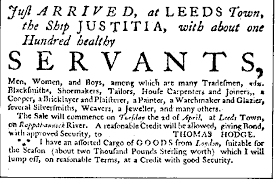 Just ARRIVED, at LEEDS Town,
the Ship JUSTITIA, with about one
Hundred healthy
SERVANTS,
Men, Women, and Boys, among which are many Tradesmen, viz.
Blacksmiths, Shoemakers, Tailors, House Carpenters and Joiners, a
Cooper, a Bricklayer and Plaisterer, a Painter, a Watchmaker and Glazier,
several Silversmiths, Weavers, a Jeweller, and many others.
The Sale will commence on Tuesday the 2d of April, at Leeds Town,
on Rappahannock River. A reasonable Credit will be allowed, giving Bond,
with approved Security, to THOMAS HODGE.
I have an assorted Cargo of GOODS from London, suitable for the
Season (about two Thousand Pounds Sterling worth) which I will
lump off, on reasonable Terms, at a Credit with good Security.